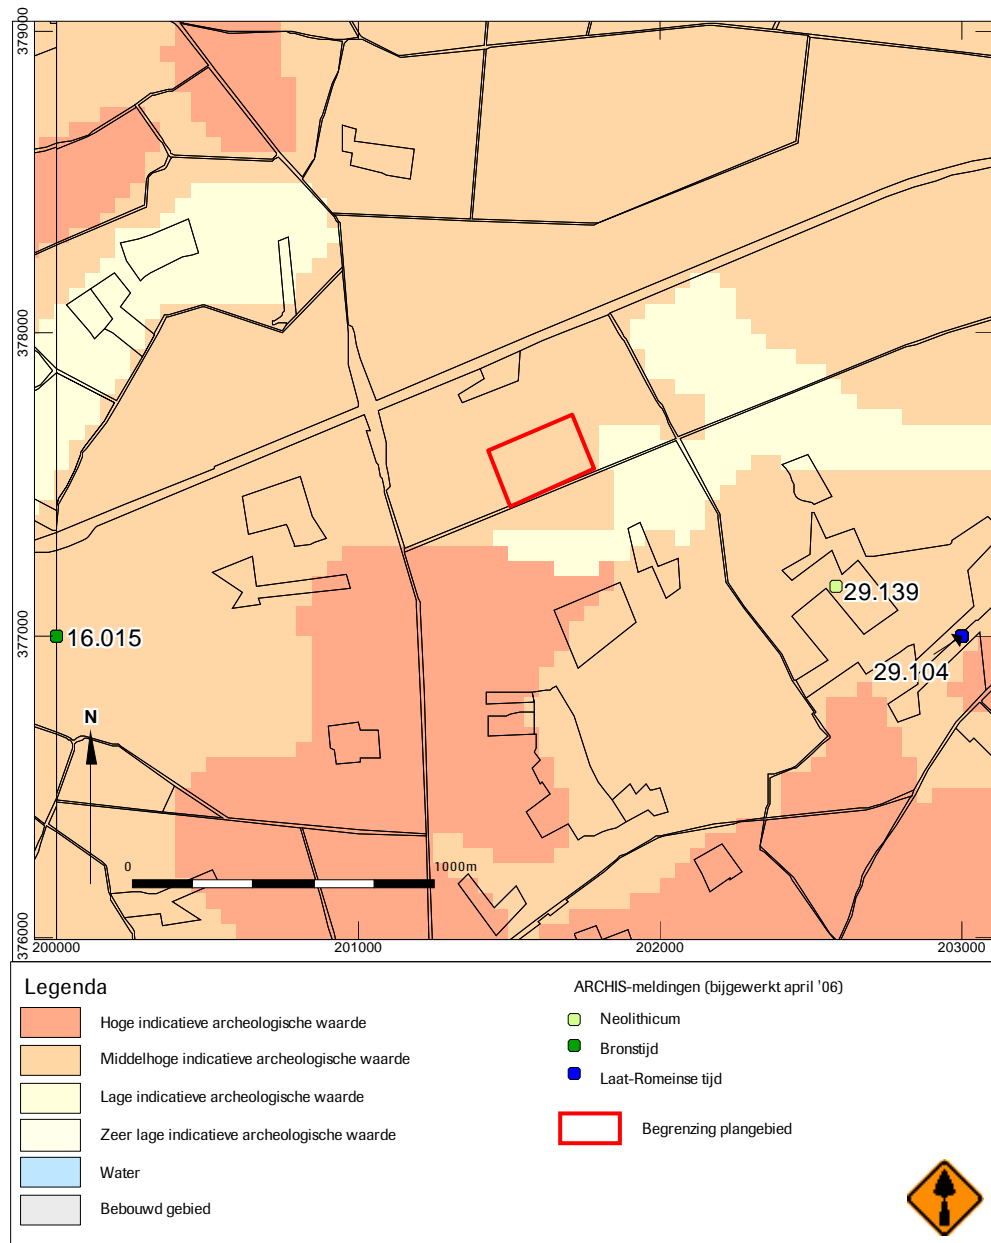 379000
378000
377000
376000
29.139
16.015
29.104
N
0
1000m
200000
201000
202000
203000
Legenda
Hoge indicatieve archeologische waarde
Middelhoge indicatieve archeologische waarde
Lage indicatieve archeologische waarde
Zeer lage indicatieve archeologische waarde
Water
Bebouwd gebied
ARCHIS-meldingen (bijgewerkt april '06)
Neolithicum
Bronstijd
Laat-Romeinse tijd
Begrenzing plangebied